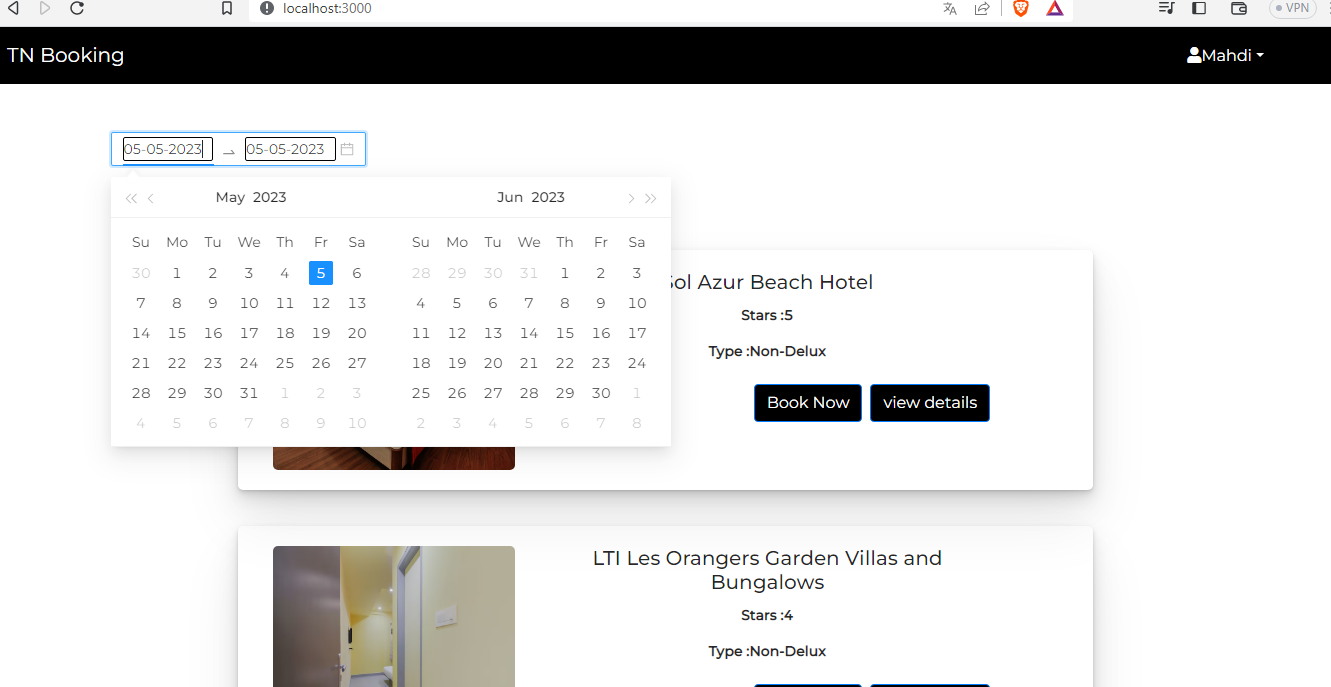 localhost:3000
VPN
TN Booking
Mahdi
05-05-2023 → 05-05-2023
May 2023
Jun 2023
Su Mo Tu We Th Fr Sa
30 1 2 3 4 5 6
7 8 9 10 11 12 13
14 15 16 17 18 19 20
21 22 23 24 25 26 27
28 29 30 31 1 2 3
4 5 6 7 8 9 10
Su Mo Tu We Th Fr Sa
28 29 30 31 1 2 3
4 5 6 7 8 9 10
11 12 13 14 15 16 17
18 19 20 21 22 23 24
25 26 27 28 29 30 1
2 3 4 5 6 7 8
Sol Azur Beach Hotel
Stars :5
Type :Non-Delux
Book Now view details
LTI Les Orangers Garden Villas and
Bungalows
Stars :4
Type :Non-Delux